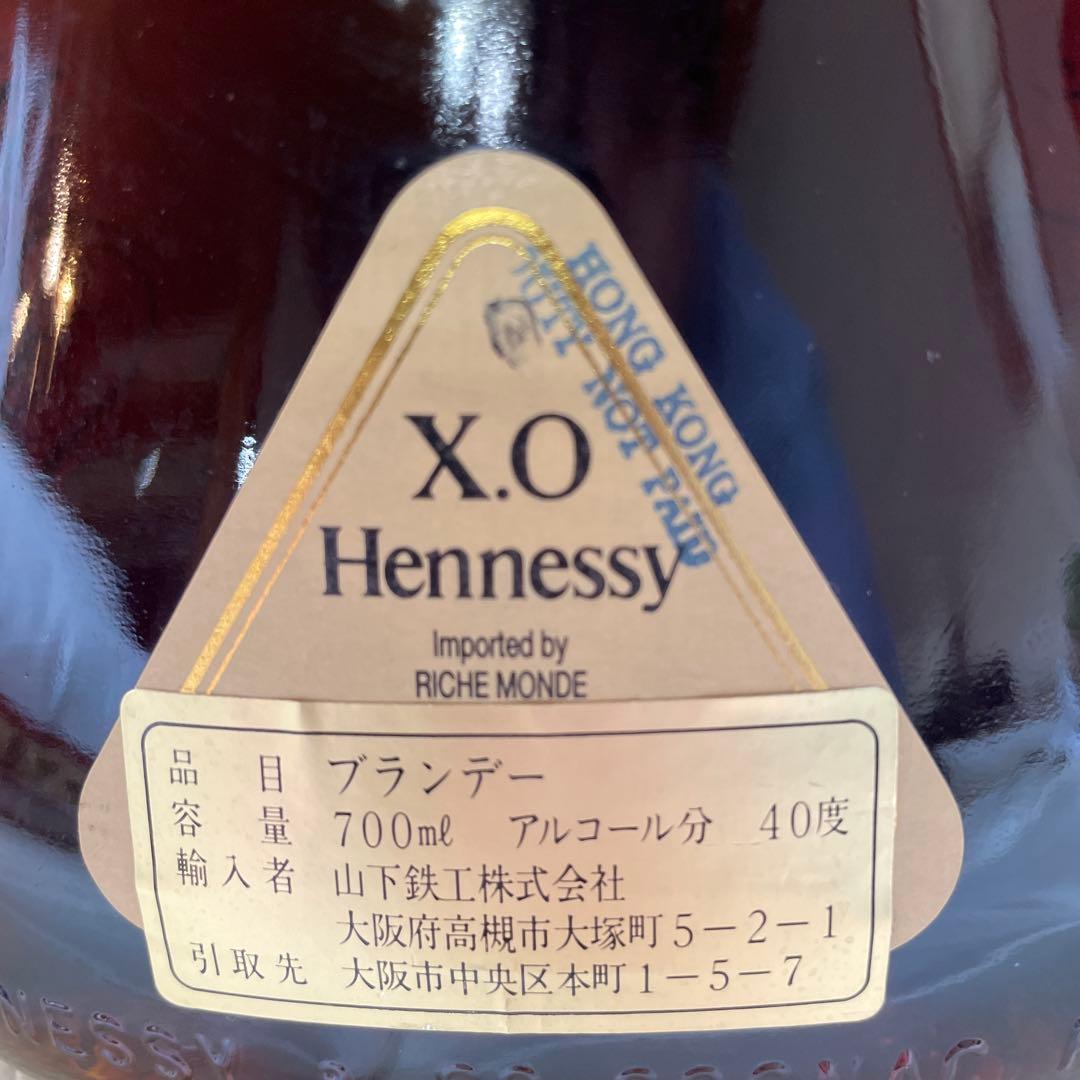 HONG KONG
DUTY NOT PAID
X.O
Hennessy
Imported by
RICHE MONDE
品目 ブランデー
容量 700㎖ アルコール分 40度
輸入者 山下鉄工株式会社
大阪府高槻市大塚町5-2-1
引取先 大阪市中央区本町1-5-7